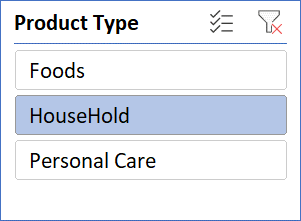 Product Type
Foods
HouseHold
Personal Care